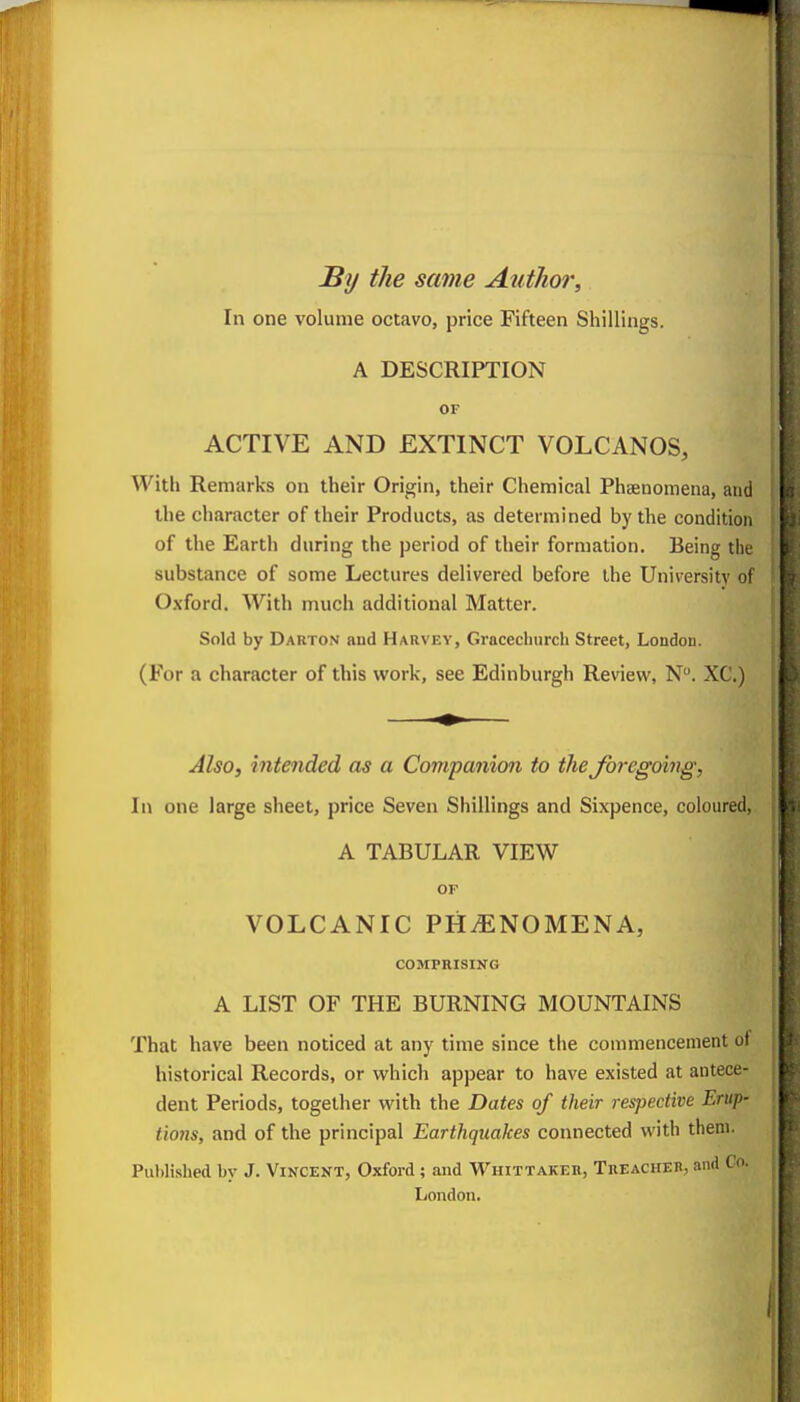 By the same Author,
In one volume octavo, price Fifteen Shillings.
A DESCRIPTION
OF
ACTIVE AND EXTINCT VOLCANOS,
With Remarks on their Origin, their Chemical Phænomena, and
the character of their Products, as determined by the condition
of the Earth during the period of their formation. Being the
substance of some Lectures delivered before the University of
Oxford. With much additional Matter.
Sold by DARTON and HARVEY, Gracechurch Street, London.
(For a character of this work, see Edinburgh Review, Nº. XC.)
Also, intended as a Companion to the foregoing,
In one large sheet, price Seven Shillings and Sixpence, coloured,
A TABULAR VIEW
OF
VOLCANIC PHÆNOMENA,
COMPRISING
A LIST OF THE BURNING MOUNTAINS
That have been noticed at any time since the commencement of
historical Records, or which appear to have existed at antece-
dent Periods, together with the Dates of their respective Erup-
tions, and of the principal Earthquakes connected with them.
Published by J. VINCENT, Oxford ; and WHITTAKER, TREACHER, and Co.
London.